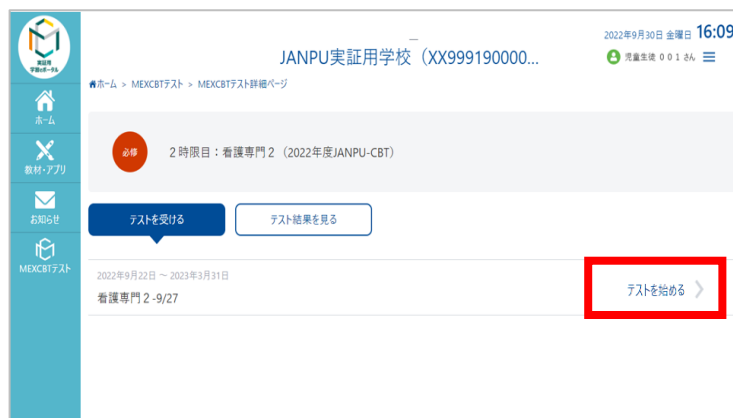 2022年9月30日 金曜日 16:09
JANPU実証用学校（XX999190000...
児童生徒 ００１ さん
実証用
学習eポータル
ホーム > MEXCBTテスト > MEXCBTテスト詳細ページ
ホーム
教材・アプリ
お知らせ
MEXCBTテスト
必修
２時限目：看護専門２（2022年度JANPU-CBT）
テストを受ける
テスト結果を見る
2022年9月22日 ～ 2023年3月31日
看護専門２-9/27
テストを始める